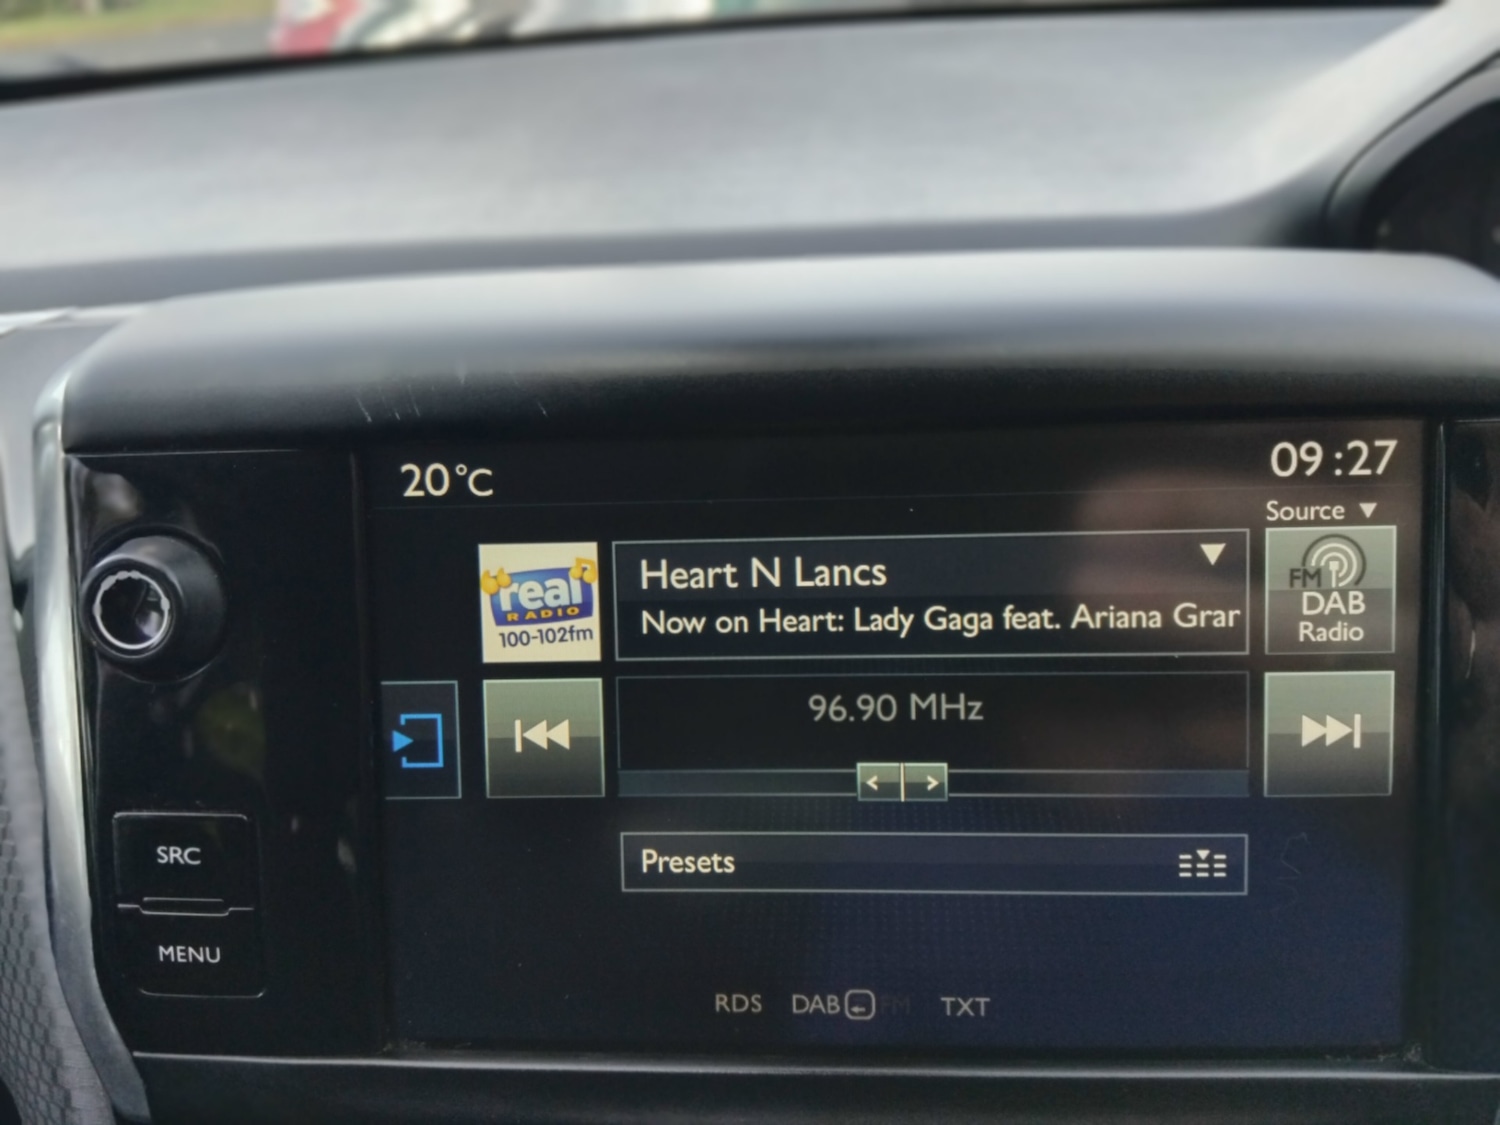 20°C
09:27
Source
real
RADIO
100-102fm
Heart N Lancs
Now on Heart: Lady Gaga feat. Ariana Grar
FM
DAB
Radio
96.90 MHz
< >
SRC
Presets
MENU
RDS DAB FM TXT